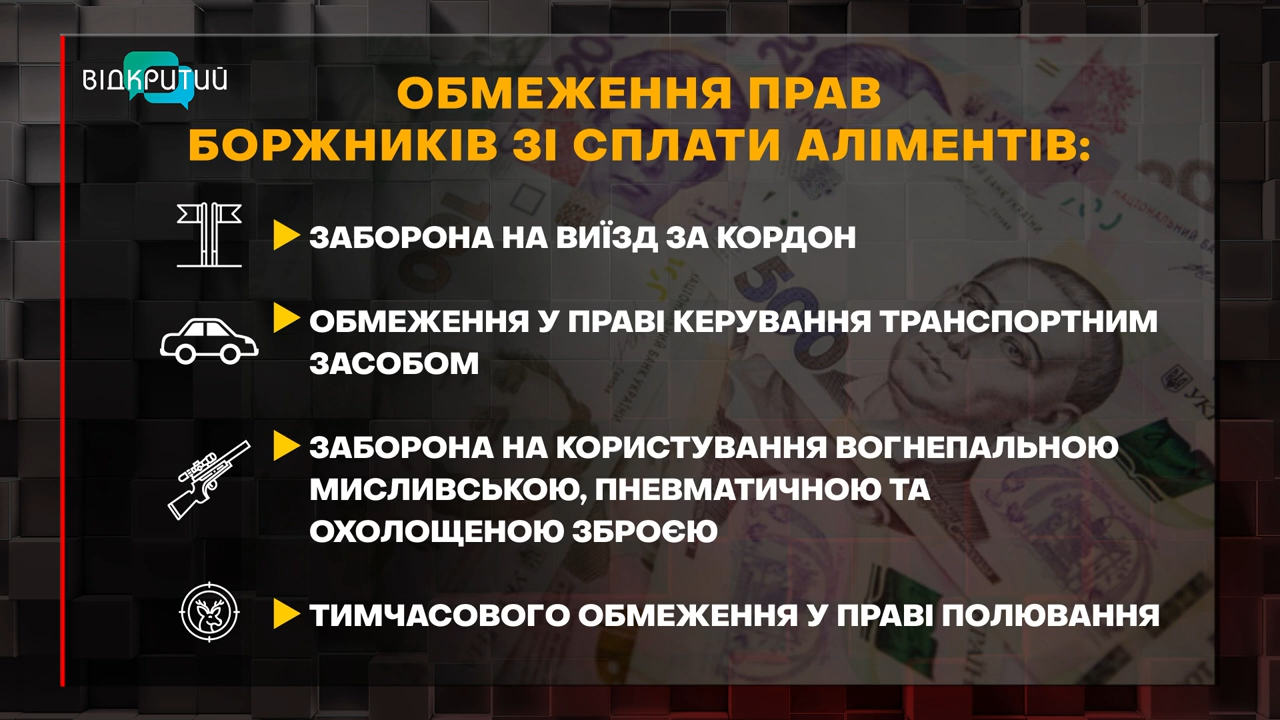 ВІДКРИТИЙ
ОБМЕЖЕННЯ ПРАВ
БОРЖНИКІВ ЗІ СПЛАТИ АЛІМЕНТІВ:
ЗАБОРОНА НА ВИЇЗД ЗА КОРДОН
ОБМЕЖЕННЯ У ПРАВІ КЕРУВАННЯ ТРАНСПОРТНИМ
ЗАСОБОМ
ЗАБОРОНА НА КОРИСТУВАННЯ ВОГНЕПАЛЬНОЮ
МИСЛИВСЬКОЮ, ПНЕВМАТИЧНОЮ ТА
ОХОЛОЩЕНОЮ ЗБРОЄЮ
ТИМЧАСОВОГО ОБМЕЖЕННЯ У ПРАВІ ПОЛЮВАННЯ
500